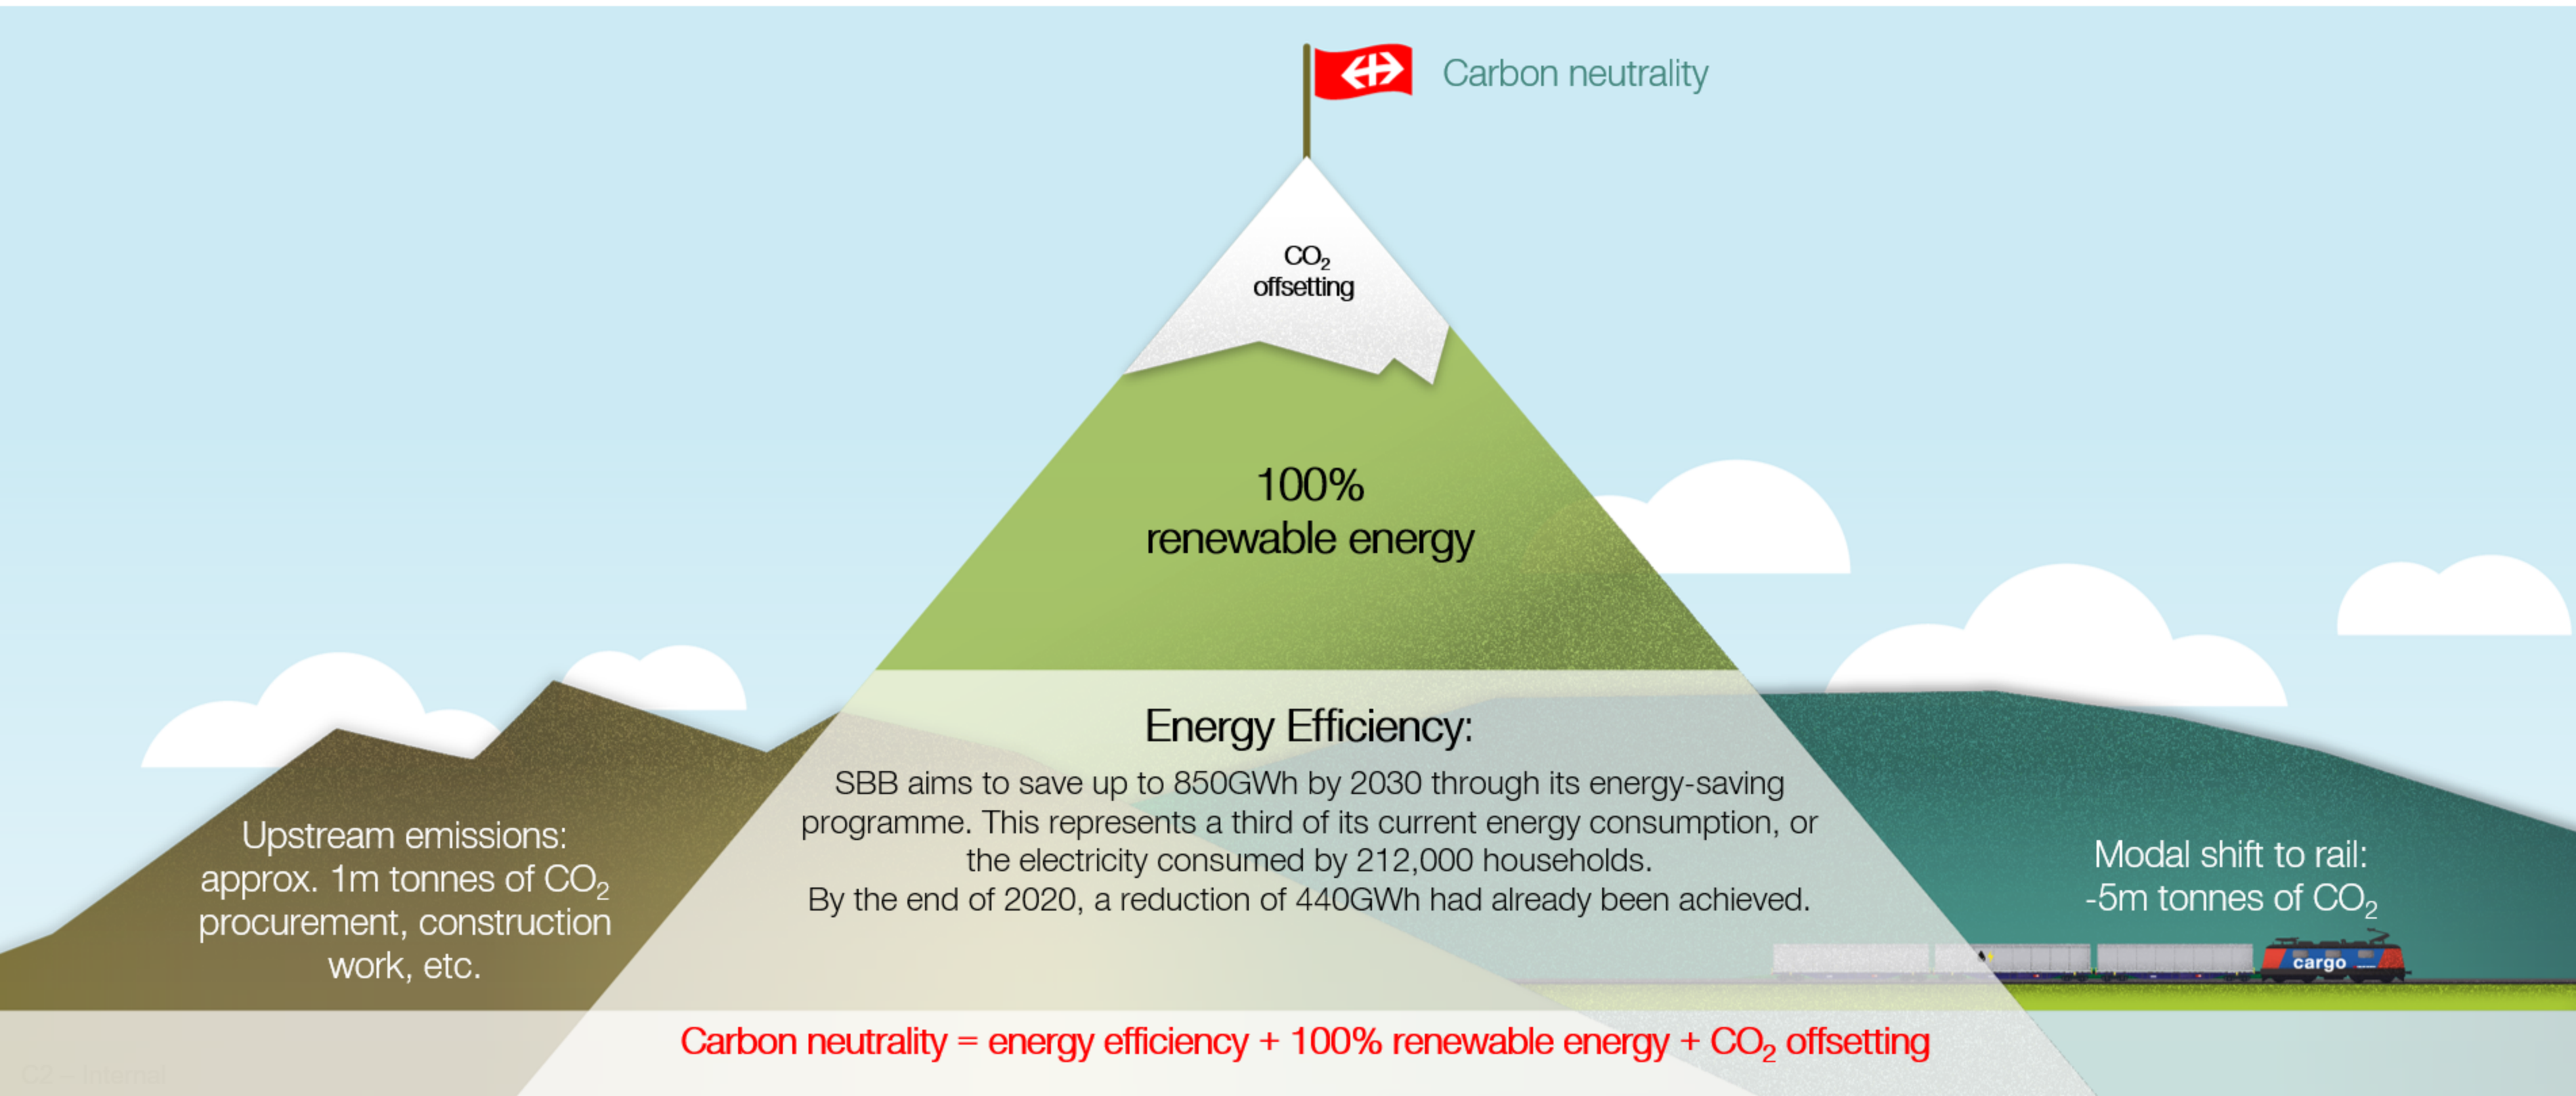 Carbon neutrality
CO₂
offsetting
100%
renewable energy
Energy Efficiency:
SBB aims to save up to 850GWh by 2030 through its energy-saving
programme. This represents a third of its current energy consumption, or
the electricity consumed by 212,000 households.
By the end of 2020, a reduction of 440GWh had already been achieved.
Upstream emissions:
approx. 1m tonnes of CO₂
procurement, construction
work, etc.
Modal shift to rail:
-5m tonnes of CO₂
cargo
Carbon neutrality = energy efficiency + 100% renewable energy + CO₂ offsetting
C2 – Internal